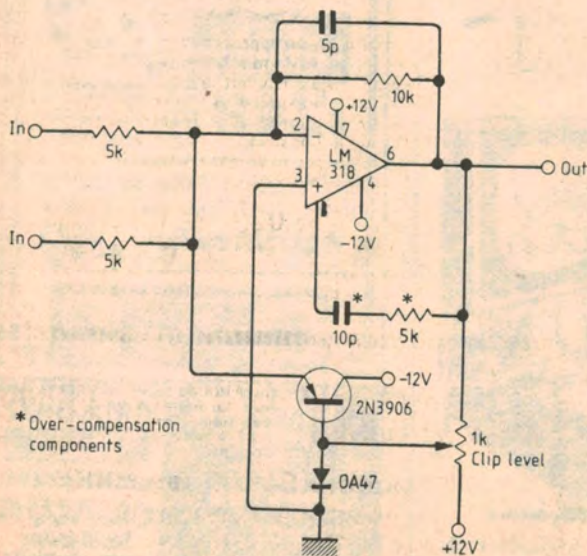 5p
10k
+12V
In
5k
2
7
-
LM
318
6
3
+
4
Out
-12V
In
5k
*
*
10p
5k
-12V
2N3906
* Over-compensation
components
1k
Clip level
OA47
+12V